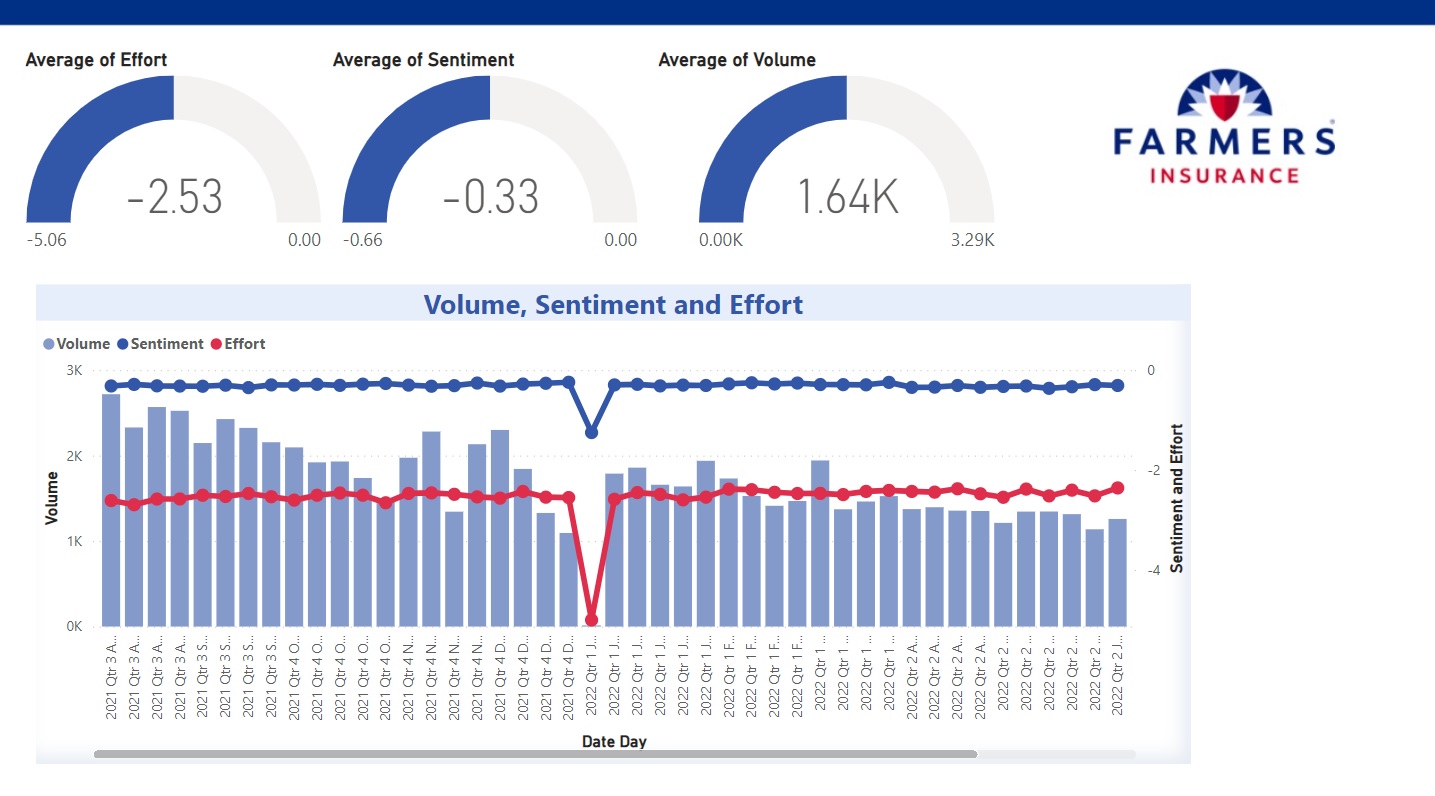 Average of Effort
Average of Sentiment
Average of Volume
-2.53
-0.33
1.64K
-5.06
0.00
-0.66
0.00
0.00K
3.29K
FARMERS
INSURANCE
Volume, Sentiment and Effort
Volume
Sentiment
Effort
3K
2K
1K
0K
Volume
0
-2
-4
Sentiment and Effort
2021 Qtr 3 A...
2021 Qtr 3 A...
2021 Qtr 3 A...
2021 Qtr 3 A...
2021 Qtr 3 S...
2021 Qtr 3 S...
2021 Qtr 3 S...
2021 Qtr 3 S...
2021 Qtr 4 O...
2021 Qtr 4 O...
2021 Qtr 4 O...
2021 Qtr 4 O...
2021 Qtr 4 O...
2021 Qtr 4 N...
2021 Qtr 4 N...
2021 Qtr 4 N...
2021 Qtr 4 N...
2021 Qtr 4 D...
2021 Qtr 4 D...
2021 Qtr 4 D...
2021 Qtr 4 D...
2022 Qtr 1 J...
2022 Qtr 1 J...
2022 Qtr 1 J...
2022 Qtr 1 J...
2022 Qtr 1 J...
2022 Qtr 1 J...
2022 Qtr 1 F...
2022 Qtr 1 F...
2022 Qtr 1 F...
2022 Qtr 1 F...
2022 Qtr 1 ...
2022 Qtr 1 ...
2022 Qtr 1 ...
2022 Qtr 1 ...
2022 Qtr 2 A...
2022 Qtr 2 A...
2022 Qtr 2 A...
2022 Qtr 2 A...
2022 Qtr 2 ...
2022 Qtr 2 ...
2022 Qtr 2 ...
2022 Qtr 2 ...
2022 Qtr 2 ...
2022 Qtr 2 J...
Date Day